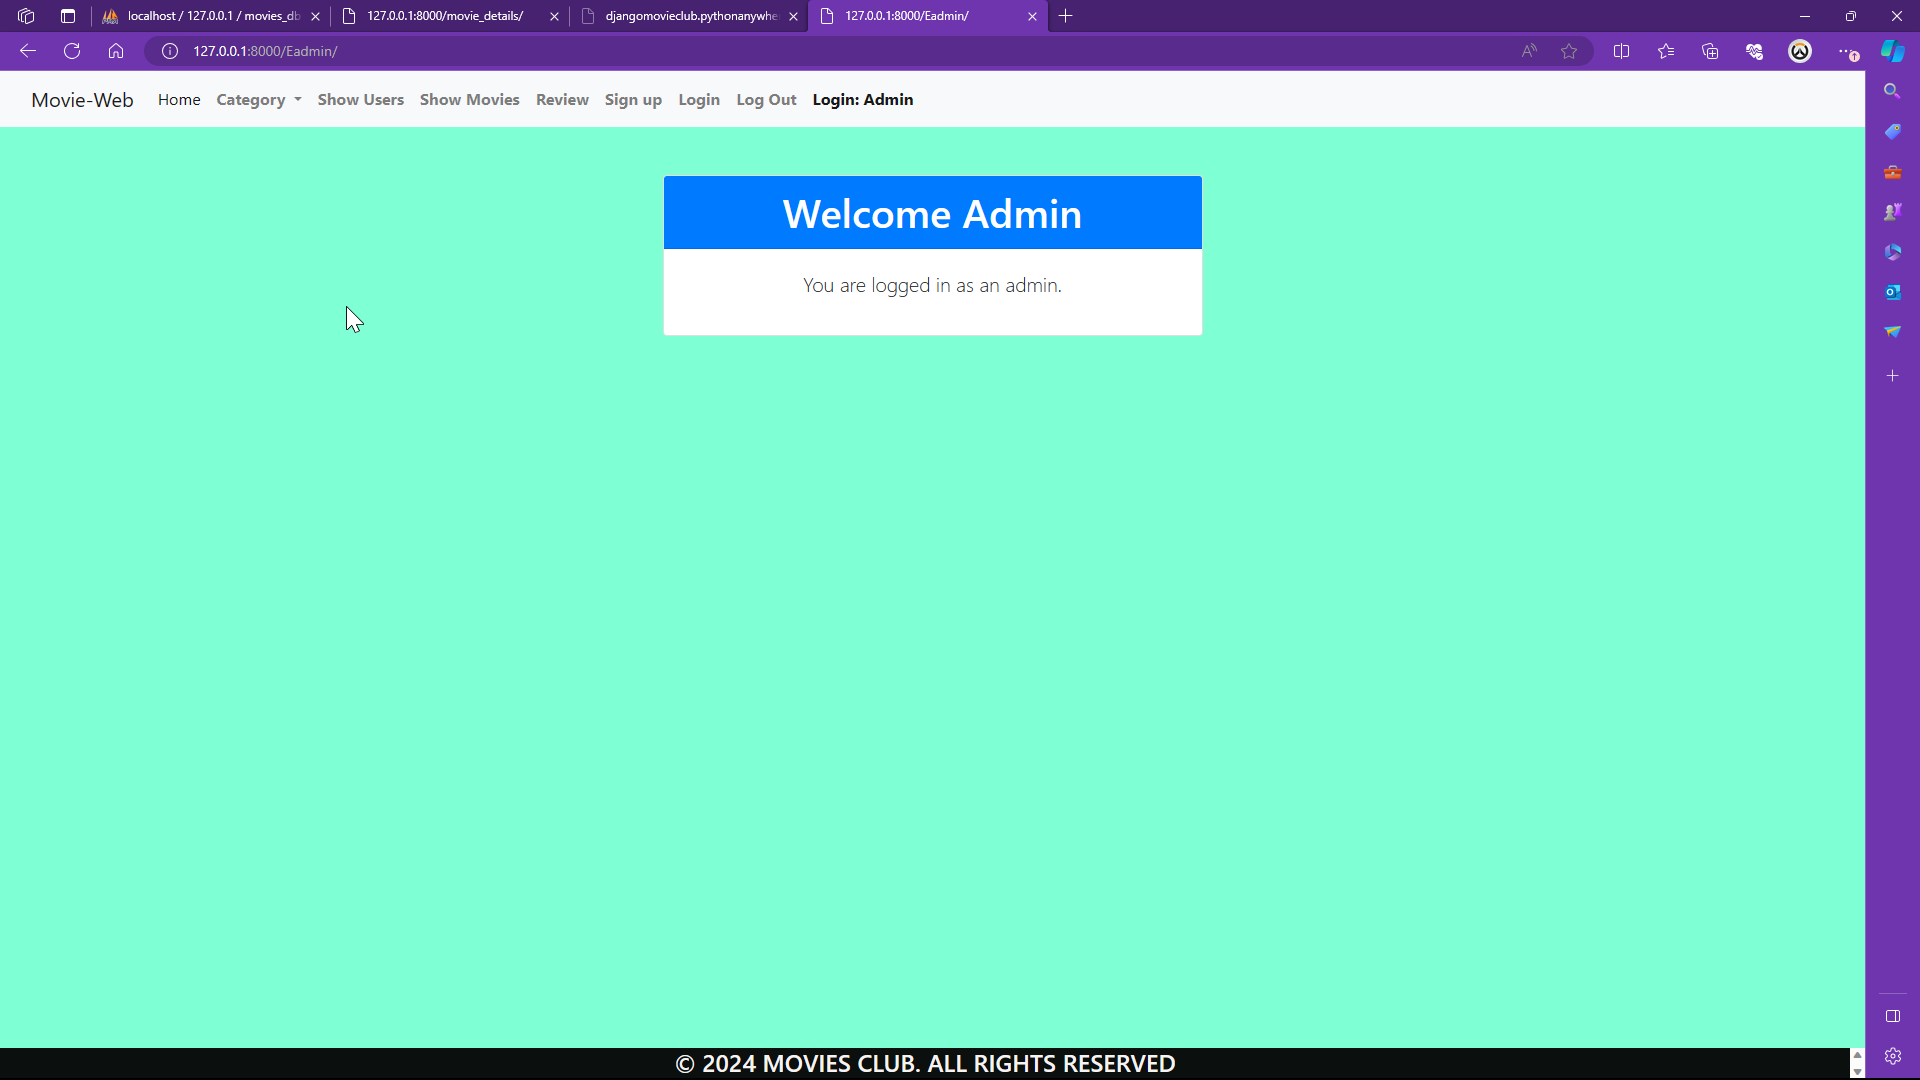 localhost / 127.0.0.1 / movies_db
127.0.0.1:8000/movie_details/
djangomovieclub.pythonanywhe
127.0.0.1:8000/Eadmin/
127.0.0.1:8000/Eadmin/
Movie-Web Home Category Show Users Show Movies Review Sign up Login Log Out Login: Admin
Welcome Admin
You are logged in as an admin.
© 2024 MOVIES CLUB. ALL RIGHTS RESERVED